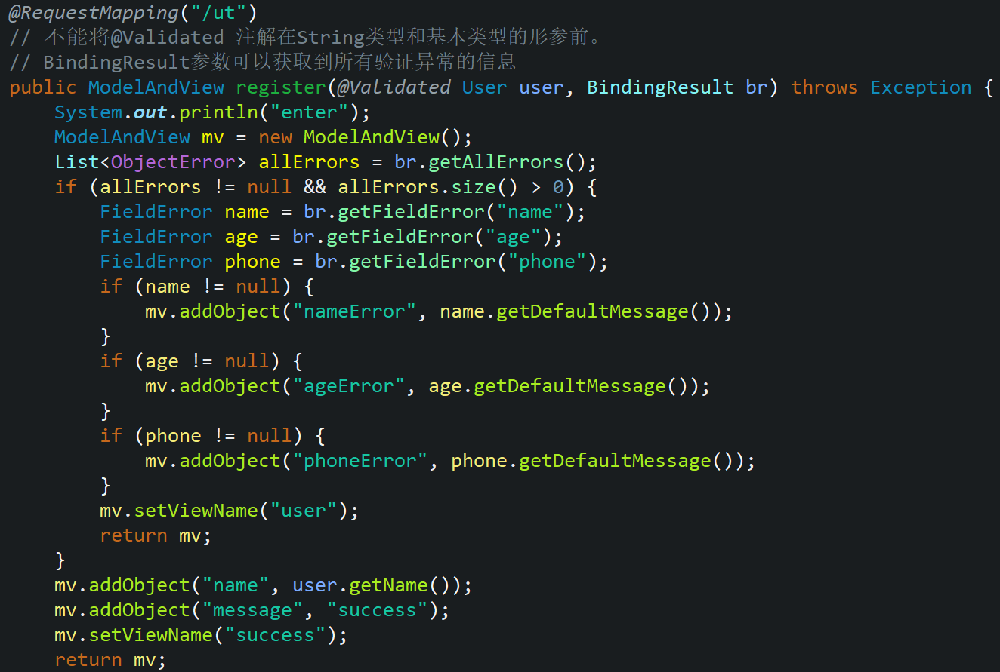 @RequestMapping("/ut")
// 不能将@Validated 注解在String类型和基本类型的形参前。
// BindingResult参数可以获取到所有验证异常的信息
public ModelAndView register(@Validated User user, BindingResult br) throws Exception {
    System.out.println("enter");
    ModelAndView mv = new ModelAndView();
    List<ObjectError> allErrors = br.getAllErrors();
    if (allErrors != null && allErrors.size() > 0) {
        FieldError name = br.getFieldError("name");
        FieldError age = br.getFieldError("age");
        FieldError phone = br.getFieldError("phone");
        if (name != null) {
            mv.addObject("nameError", name.getDefaultMessage());
        }
        if (age != null) {
            mv.addObject("ageError", age.getDefaultMessage());
        }
        if (phone != null) {
            mv.addObject("phoneError", phone.getDefaultMessage());
        }
        mv.setViewName("user");
        return mv;
    }
    mv.addObject("name", user.getName());
    mv.addObject("message", "success");
    mv.setViewName("success");
    return mv;